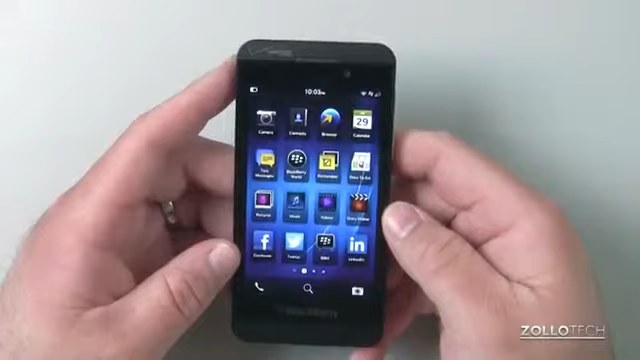 10:03PM
Camera Contacts Browser Calendar
29
Text Messages BlackBerry World Remember Docs To Go
Pictures Music Videos Story Maker
Facebook Twitter BBM LinkedIn
BlackBerry
ZOLLOTECH